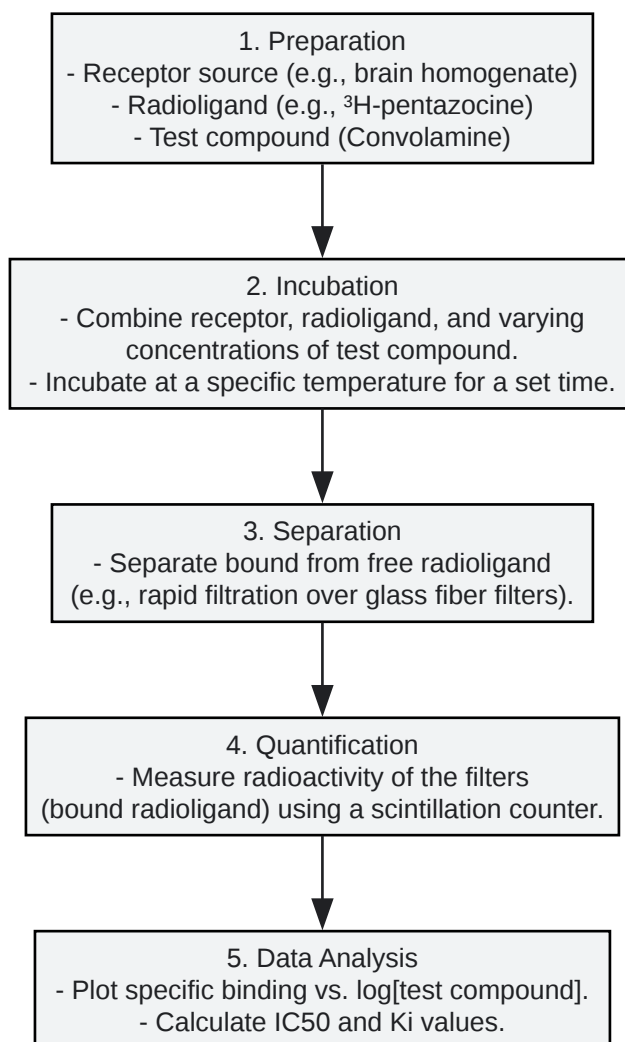 1. Preparation
- Receptor source (e.g., brain homogenate)
- Radioligand (e.g., ³H-pentazocine)
- Test compound (Convolamine)
2. Incubation
- Combine receptor, radioligand, and varying
concentrations of test compound.
- Incubate at a specific temperature for a set time.
3. Separation
- Separate bound from free radioligand
(e.g., rapid filtration over glass fiber filters).
4. Quantification
- Measure radioactivity of the filters
(bound radioligand) using a scintillation counter.
5. Data Analysis
- Plot specific binding vs. log[test compound].
- Calculate IC50 and Ki values.